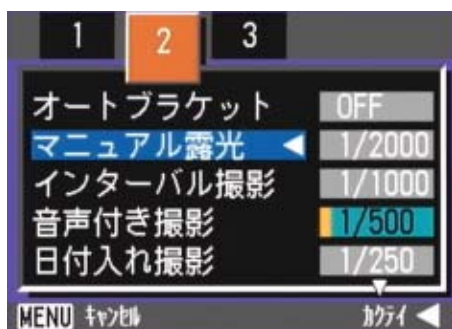 1 2 3
オートブラケット OFF
マニュアル露光 1/2000
インターバル撮影 1/1000
音声付き撮影 1/500
日付入れ撮影 1/250
MENU キャンセル カクテイ